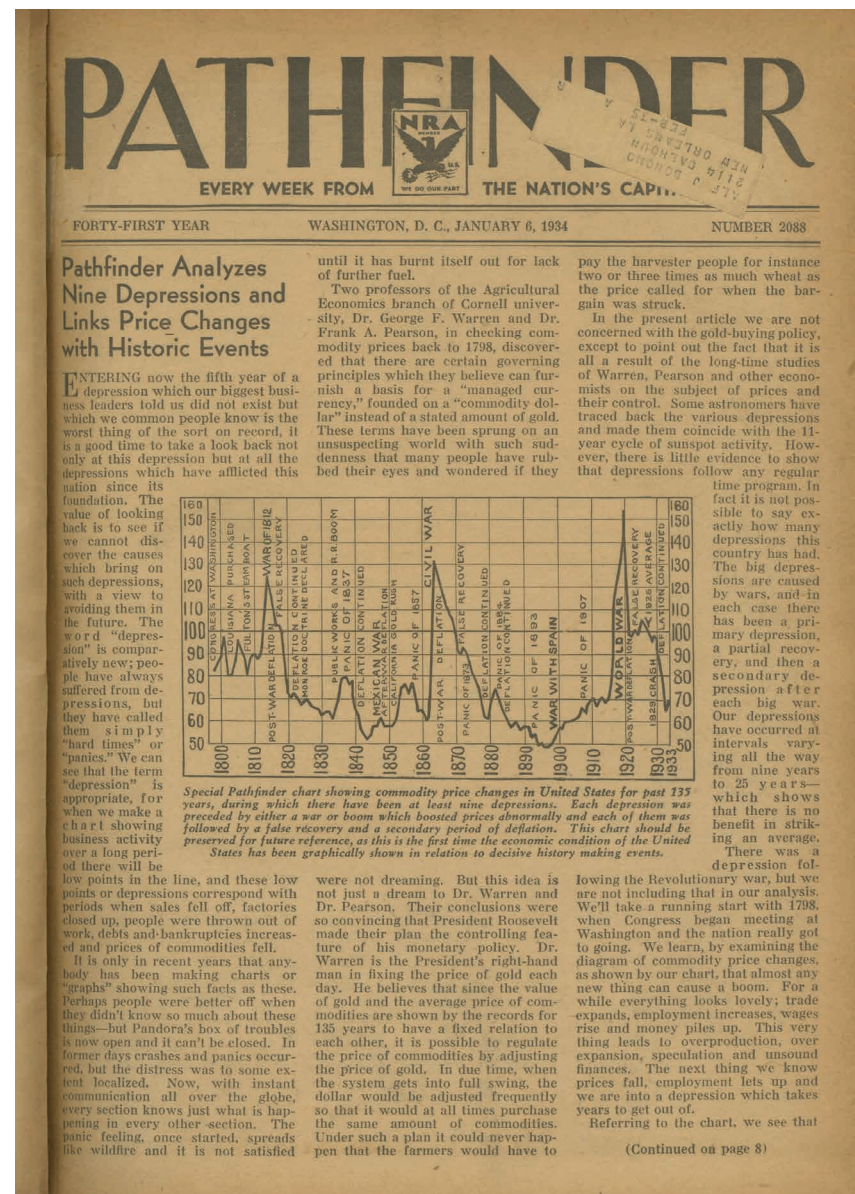 PATHFINDER
NRA
MEMBER
U.S.
WE DO OUR PART
ALF J BONOMO
2114 CALHOUN
NEW ORLEANS LA
FEB-35
EVERY WEEK FROM
THE NATION'S
FORTY-FIRST YEAR
WASHINGTON, D. C., JANUARY 6, 1934
NUMBER 2088
Pathfinder Analyzes
Nine Depressions and
Links Price Changes
with Historic Events
ENTERING now the fifth year of a
depression which our biggest busi-
ness leaders told us did not exist but
which we common people know is the
worst thing of the sort on record, it
is a good time to take a look back not
only at this depression but at all the
depressions which have afflicted this
nation since its
foundation. The
value of looking
back is to see if
we cannot dis-
cover the causes
which bring on
such depressions,
with a view to
avoiding them in
the future. The
word "depres-
sion" is compar-
atively new; peo-
ple have always
suffered from de-
pressions, but
they have called
them simply
"hard times" or
"panics." We can
see that the term
"depression" is
appropriate, for
when we make a
chart showing
business activity
over a long peri-
od there will be
low points in the line, and these low
points or depressions correspond with
periods when sales fell off, factories
closed up, people were thrown out of
work, debts and bankruptcies increas-
ed and prices of commodities fell.
It is only in recent years that any-
body has been making charts or
"graphs" showing such facts as these.
Perhaps people were better off when
they didn't know so much about these
things—but Pandora's box of troubles
is now open and it can't be closed. In
former days crashes and panics occur-
red, but the distress was to some ex-
tent localized. Now, with instant
communication all over the globe,
every section knows just what is hap-
pening in every other section. The
panic feeling, once started, spreads
like wildfire and it is not satisfied
until it has burnt itself out for lack
of further fuel.
Two professors of the Agricultural
Economics branch of Cornell univer-
sity, Dr. George F. Warren and Dr.
Frank A. Pearson, in checking com-
modity prices back to 1798, discover-
ed that there are certain governing
principles which they believe can fur-
nish a basis for a "managed cur-
rency," founded on a "commodity dol-
lar" instead of a stated amount of gold.
These terms have been sprung on an
unsuspecting world with such sud-
denness that many people have rub-
bed their eyes and wondered if they
160
150
140
130
120
110
100
90
80
70
60
50
CONGRESS AT WASHINGTON
LOUISIANA PURCHASED
FULTON'S STEAMBOAT
POST-WAR DEFLATION
WAR OF 1812
FALSE RECOVERY
DEFLATION CONTINUED
MONROE DOCTRINE DECLARED
PUBLIC WORKS AND R.R. BOOM
PANIC OF 1837
DEFLATION CONTINUED
MEXICAN WAR
AFTER-WAR DEFLATION
CALIFORNIA GOLD RUSH
PANIC OF 1857
CIVIL WAR
POST-WAR DEFLATION
PANIC OF 1873
FALSE RECOVERY
DEFLATION CONTINUED
PANIC OF 1884
DEFLATION CONTINUED
PANIC OF 1893
WAR WITH SPAIN
PANIC OF 1907
WORLD WAR
POST-WAR DEFLATION
FALSE RECOVERY
1926 AVERAGE
1929 CRASH
DEFLATION CONTINUED
160
150
140
130
120
110
100
90
80
70
60
50
1800
1810
1820
1830
1840
1850
1860
1870
1880
1890
1900
1910
1920
1930
1933
Special Pathfinder chart showing commodity price changes in United States for past 135
years, during which there have been at least nine depressions. Each depression was
preceded by either a war or boom which boosted prices abnormally and each of them was
followed by a false recovery and a secondary period of deflation. This chart should be
preserved for future reference, as this is the first time the economic condition of the United
States has been graphically shown in relation to decisive history making events.
were not dreaming. But this idea is
not just a dream to Dr. Warren and
Dr. Pearson. Their conclusions were
so convincing that President Roosevelt
made their plan the controlling fea-
ture of his monetary policy. Dr.
Warren is the President's right-hand
man in fixing the price of gold each
day. He believes that since the value
of gold and the average price of com-
modities are shown by the records for
135 years to have a fixed relation to
each other, it is possible to regulate
the price of commodities by adjusting
the price of gold. In due time, when
the system gets into full swing, the
dollar would be adjusted frequently
so that it would at all times purchase
the same amount of commodities.
Under such a plan it could never hap-
pen that the farmers would have to
pay the harvester people for instance
two or three times as much wheat as
the price called for when the bar-
gain was struck.
In the present article we are not
concerned with the gold-buying policy,
except to point out the fact that it is
all a result of the long-time studies
of Warren, Pearson and other econo-
mists on the subject of prices and
their control. Some astronomers have
traced back the various depressions
and made them coincide with the 11-
year cycle of sunspot activity. How-
ever, there is little evidence to show
that depressions follow any regular
time program. In
fact it is not pos-
sible to say ex-
actly how many
depressions this
country has had.
The big depres-
sions are caused
by wars, and in
each case there
has been a pri-
mary depression,
a partial recov-
ery, and then a
secondary de-
pression after
each big war.
Our depressions
have occurred at
intervals vary-
ing all the way
from nine years
to 25 years—
which shows
that there is no
benefit in strik-
ing an average.
There was a
depression fol-
lowing the Revolutionary war, but we
are not including that in our analysis.
We'll take a running start with 1798,
when Congress began meeting at
Washington and the nation really got
to going. We learn, by examining the
diagram of commodity price changes,
as shown by our chart, that almost any
new thing can cause a boom. For a
while everything looks lovely; trade
expands, employment increases, wages
rise and money piles up. This very
thing leads to overproduction, over
expansion, speculation and unsound
finances. The next thing we know
prices fall, employment lets up and
we are into a depression which takes
years to get out of.
Referring to the chart, we see that
(Continued on page 8)